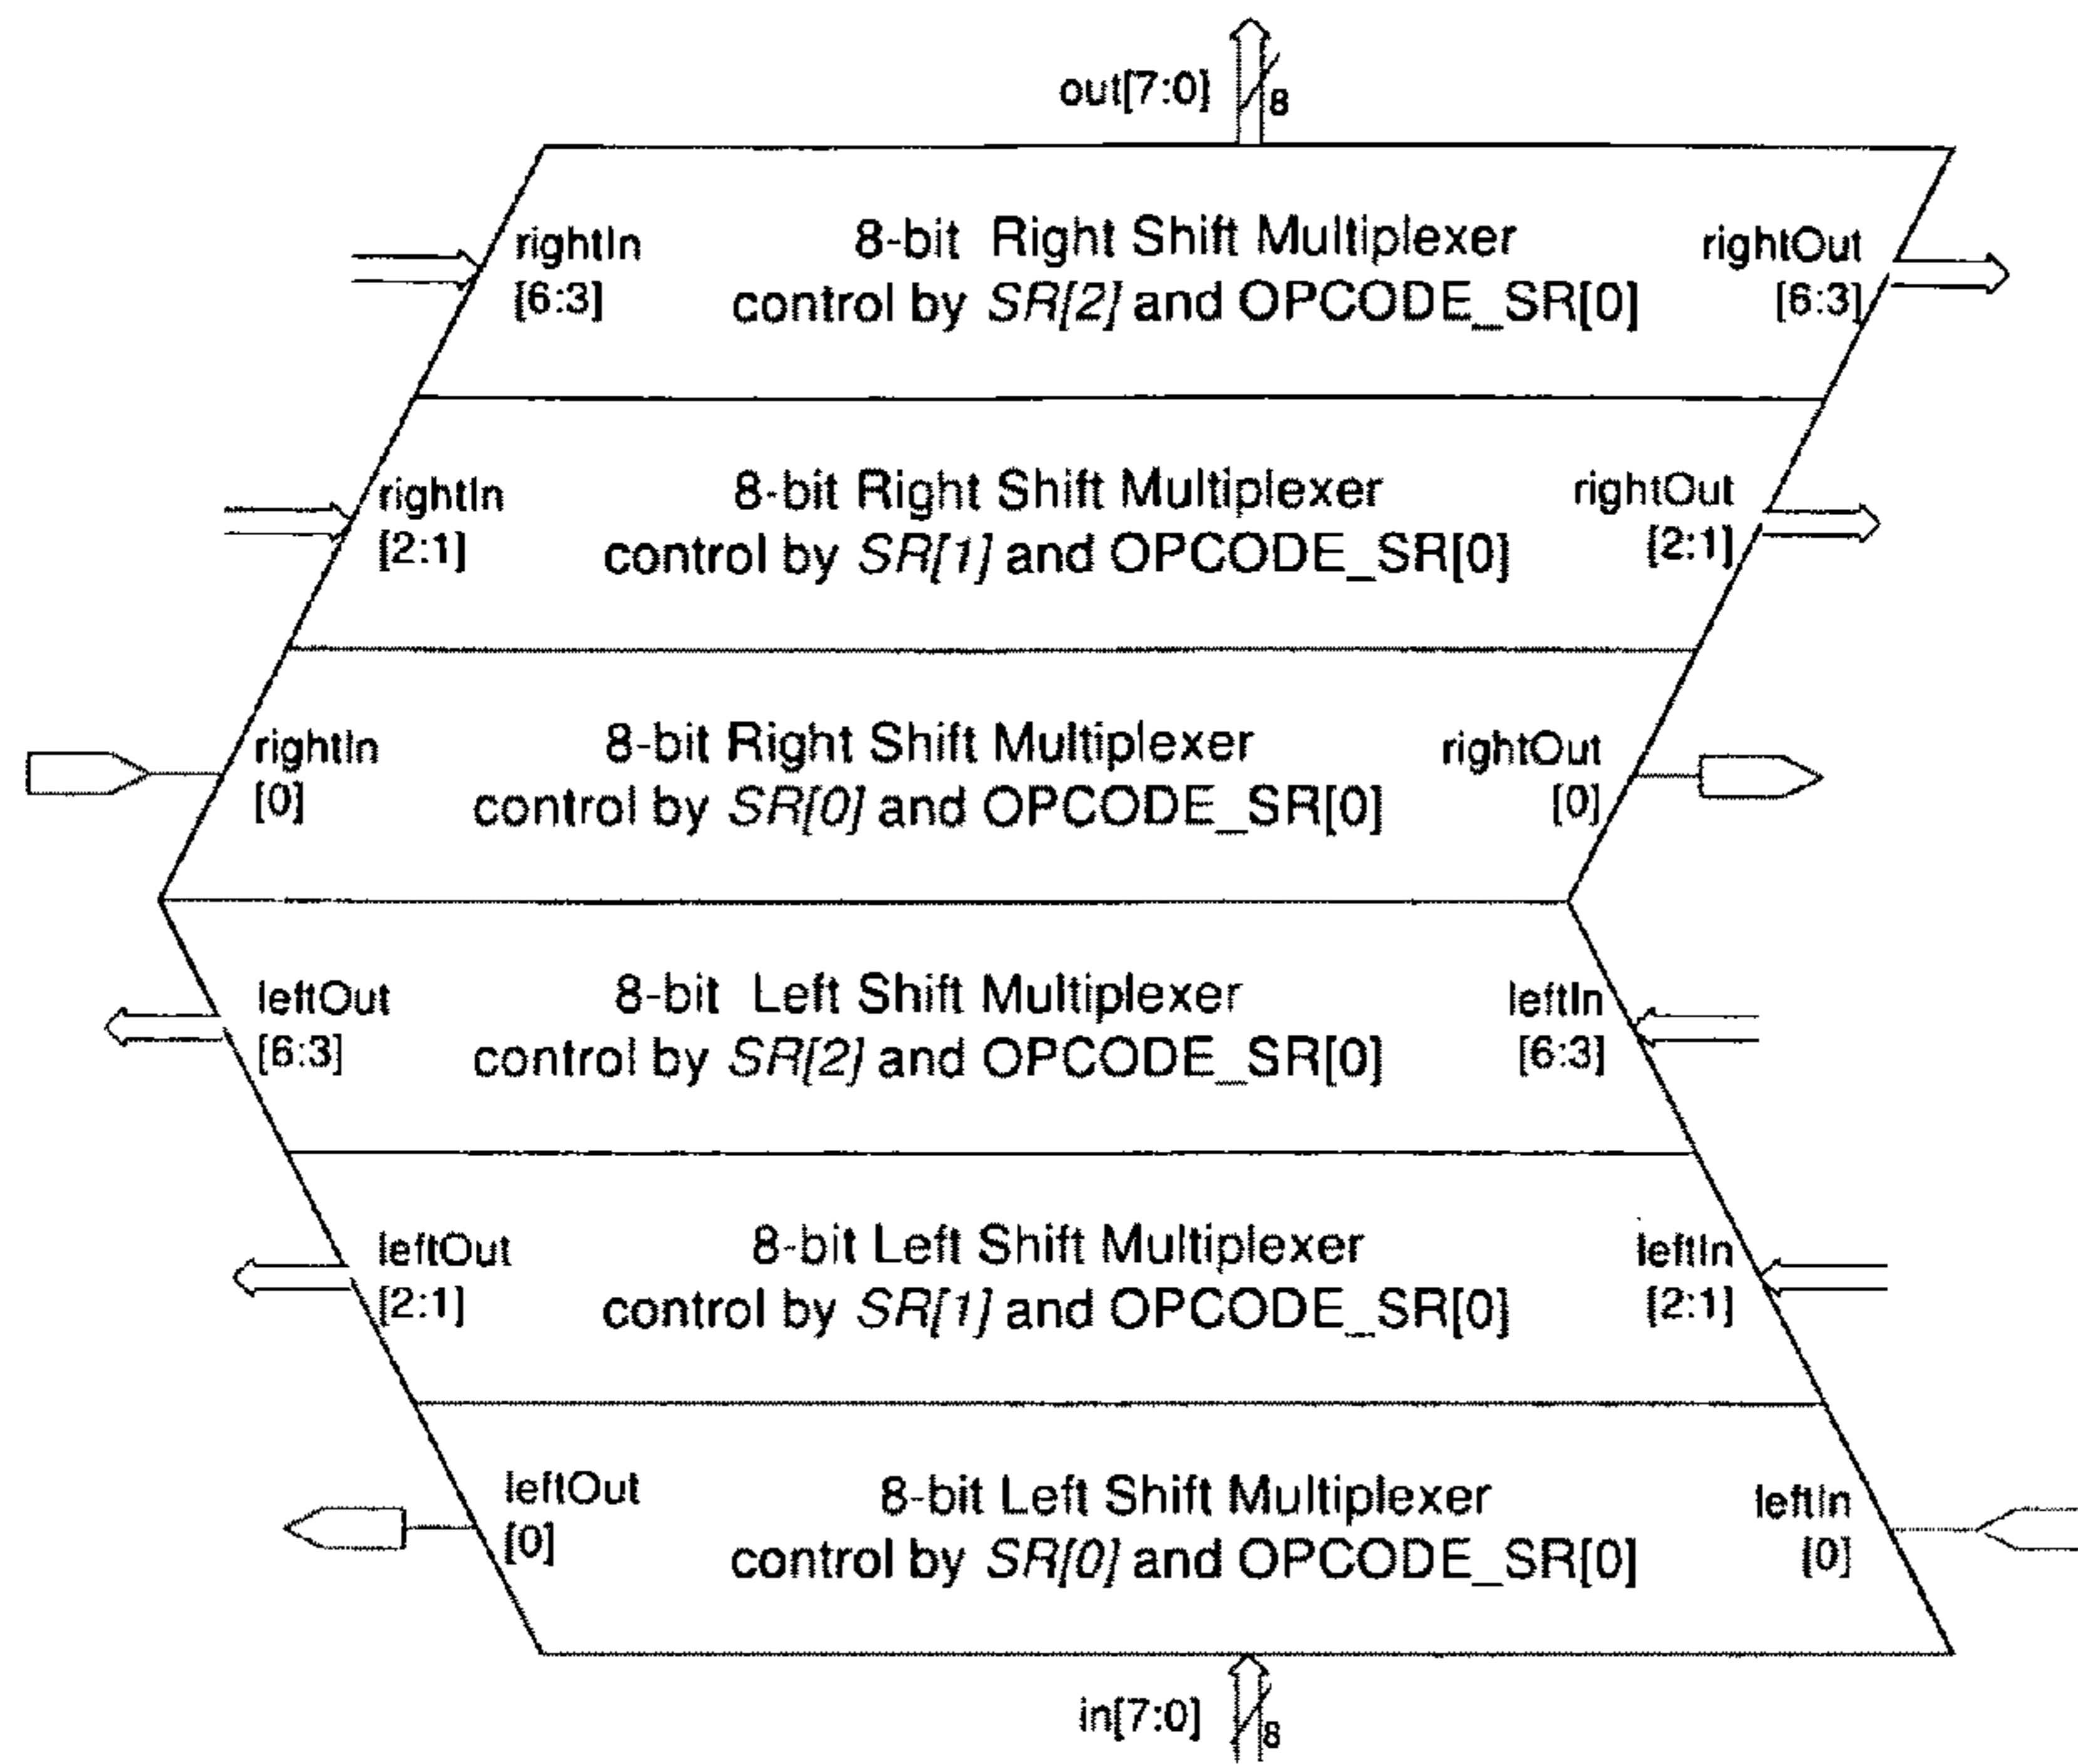 out[7:0]
8
rightIn
[6:3]
8-bit Right Shift Multiplexer
control by SR[2] and OPCODE_SR[0]
rightOut
[6:3]
rightIn
[2:1]
8-bit Right Shift Multiplexer
control by SR[1] and OPCODE_SR[0]
rightOut
[2:1]
rightIn
[0]
8-bit Right Shift Multiplexer
control by SR[0] and OPCODE_SR[0]
rightOut
[0]
leftOut
[6:3]
8-bit Left Shift Multiplexer
control by SR[2] and OPCODE_SR[0]
leftIn
[6:3]
leftOut
[2:1]
8-bit Left Shift Multiplexer
control by SR[1] and OPCODE_SR[0]
leftIn
[2:1]
leftOut
[0]
8-bit Left Shift Multiplexer
control by SR[0] and OPCODE_SR[0]
leftIn
[0]
in[7:0]
8